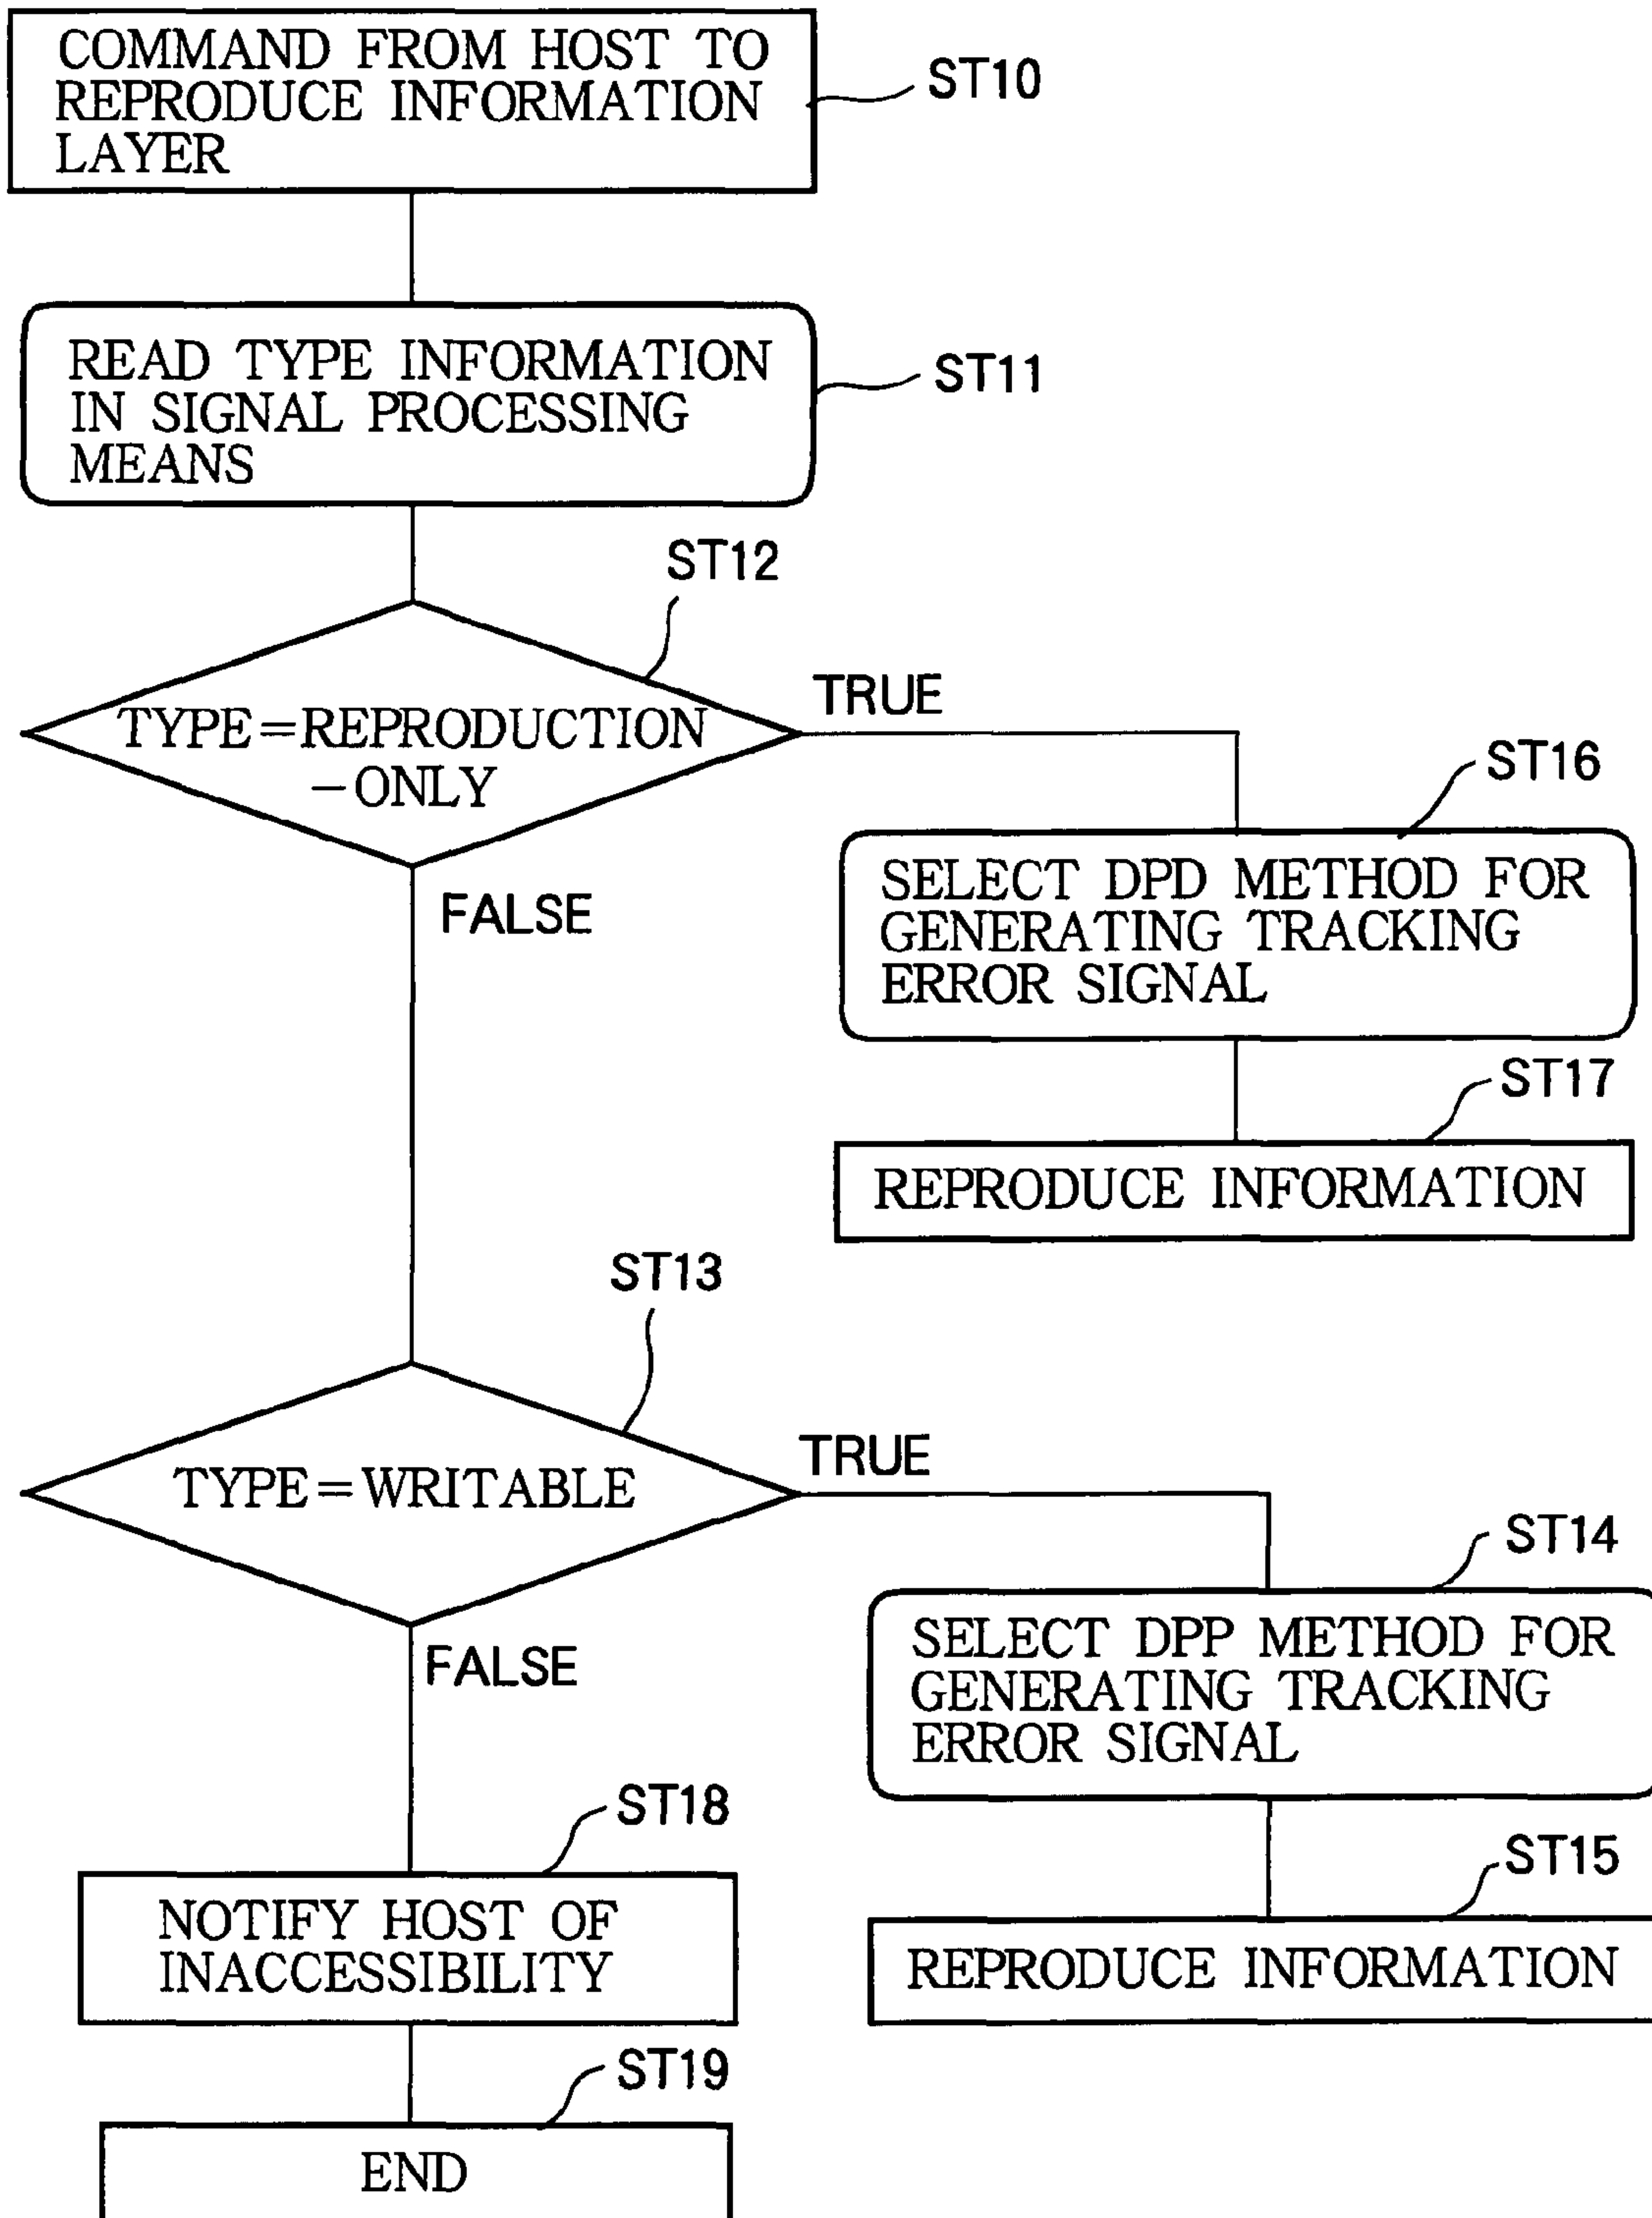 COMMAND FROM HOST TO
REPRODUCE INFORMATION
LAYER
ST10
READ TYPE INFORMATION
IN SIGNAL PROCESSING
MEANS
ST11
ST12
TYPE=REPRODUCTION
-ONLY
TRUE
FALSE
ST16
SELECT DPD METHOD FOR
GENERATING TRACKING
ERROR SIGNAL
ST17
REPRODUCE INFORMATION
ST13
TYPE=WRITABLE
TRUE
FALSE
ST14
SELECT DPP METHOD FOR
GENERATING TRACKING
ERROR SIGNAL
ST15
REPRODUCE INFORMATION
ST18
NOTIFY HOST OF
INACCESSIBILITY
ST19
END